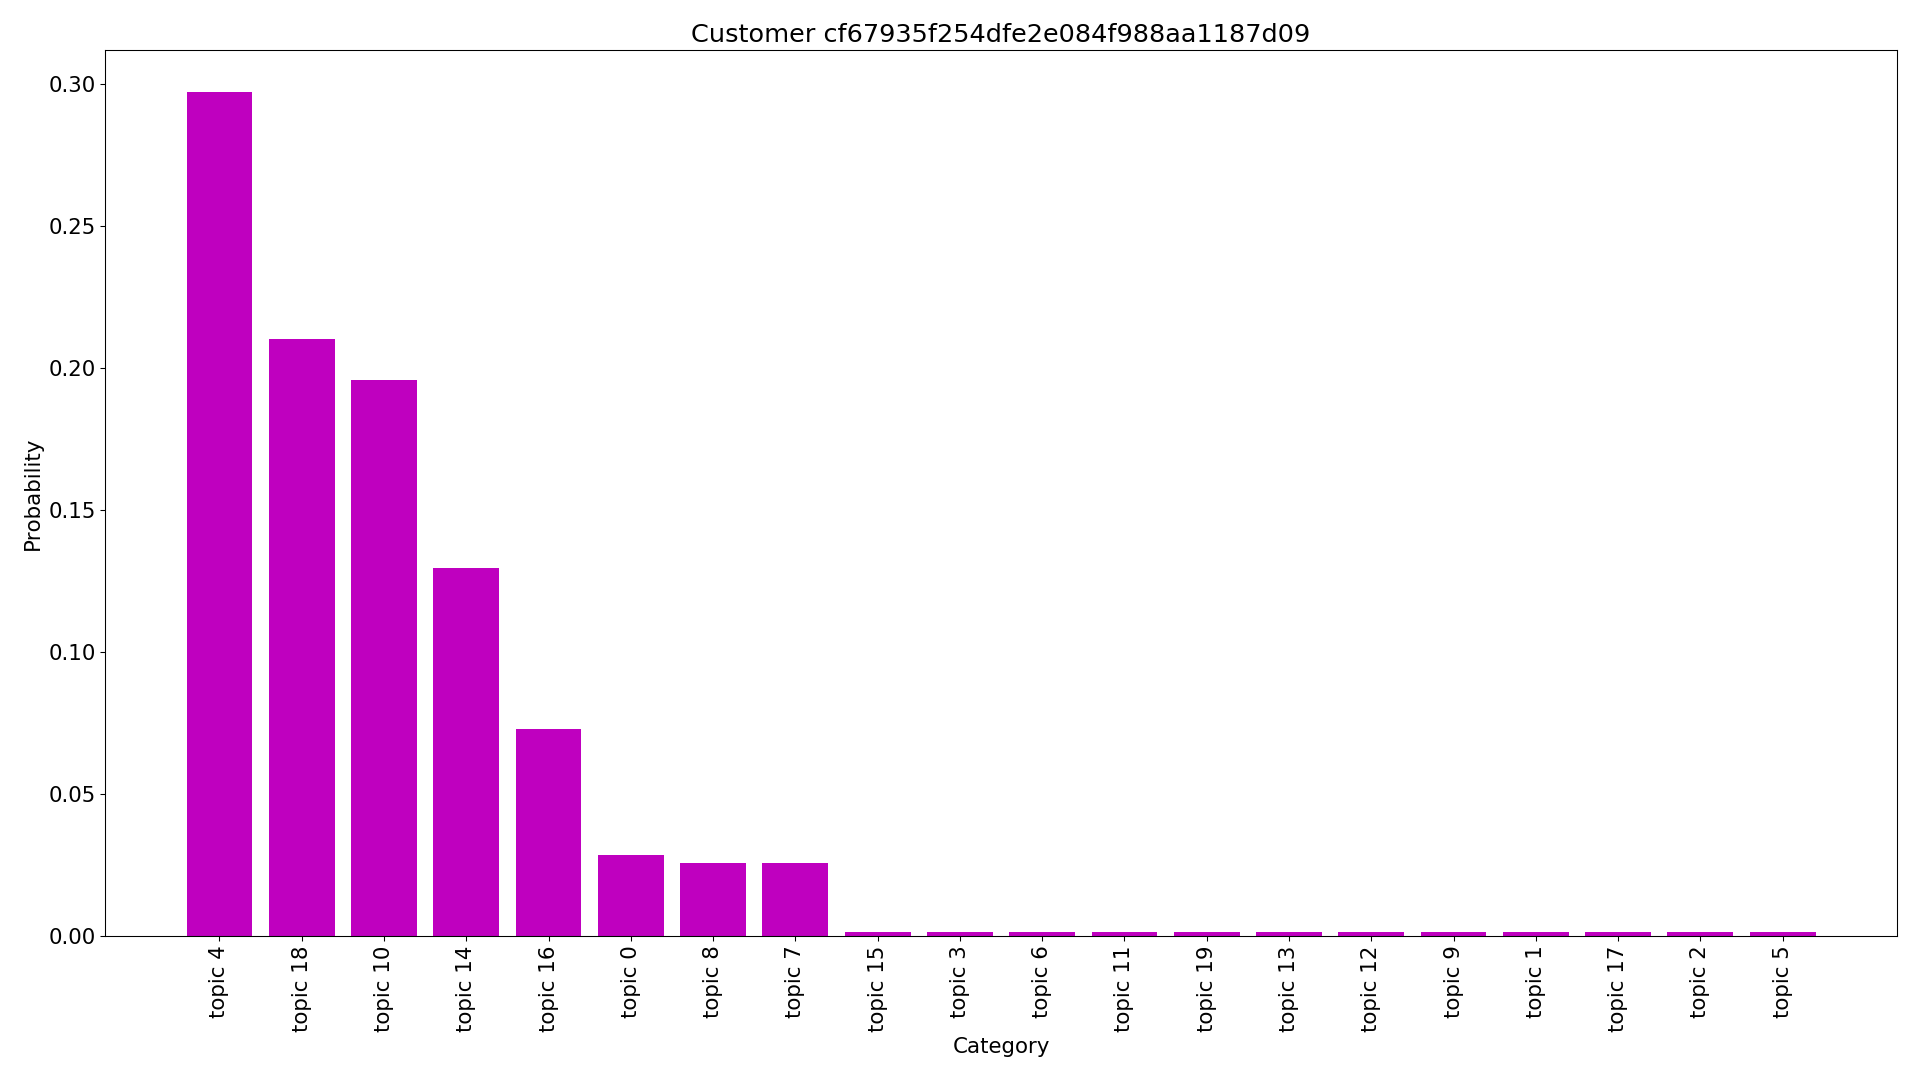 Customer cf67935f254dfe2e084f988aa1187d09
Probability
0.30
0.25
0.20
0.15
0.10
0.05
0.00
topic 4
topic 18
topic 10
topic 14
topic 16
topic 0
topic 8
topic 7
topic 15
topic 3
topic 6
topic 11
topic 19
topic 13
topic 12
topic 9
topic 1
topic 17
topic 2
topic 5
Category